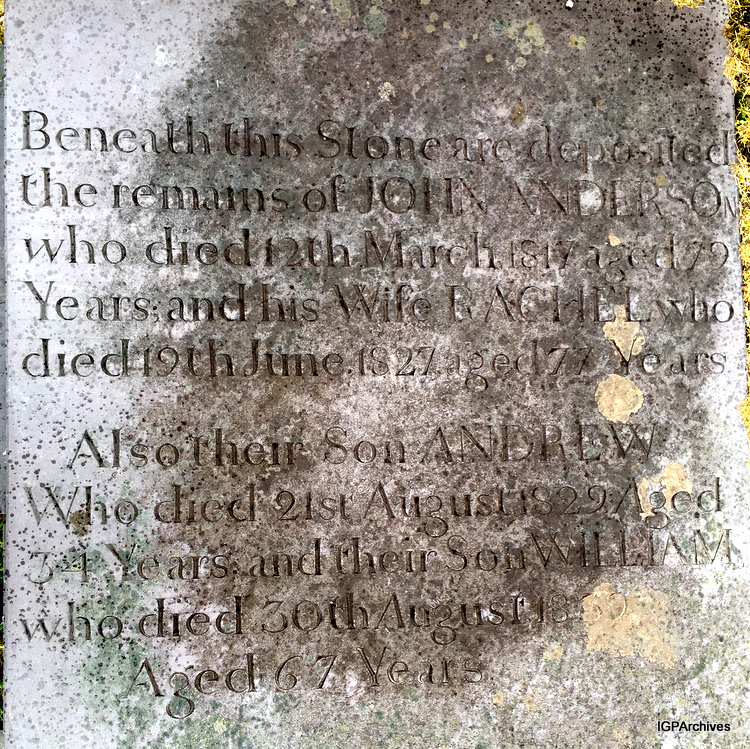 Beneath this Stone are deposited
the remains of JOHN ANDERSON
who died 12th March, 1817 aged 79
Years; and his Wife RACHEL who
died 19th June, 1827 aged 77 Years
Also their Son ANDREW
Who died 21st August 1829, Aged
34 Years; and their Son WILLIAM,
who died 30th August
Aged 67 Years.
IGPArchives